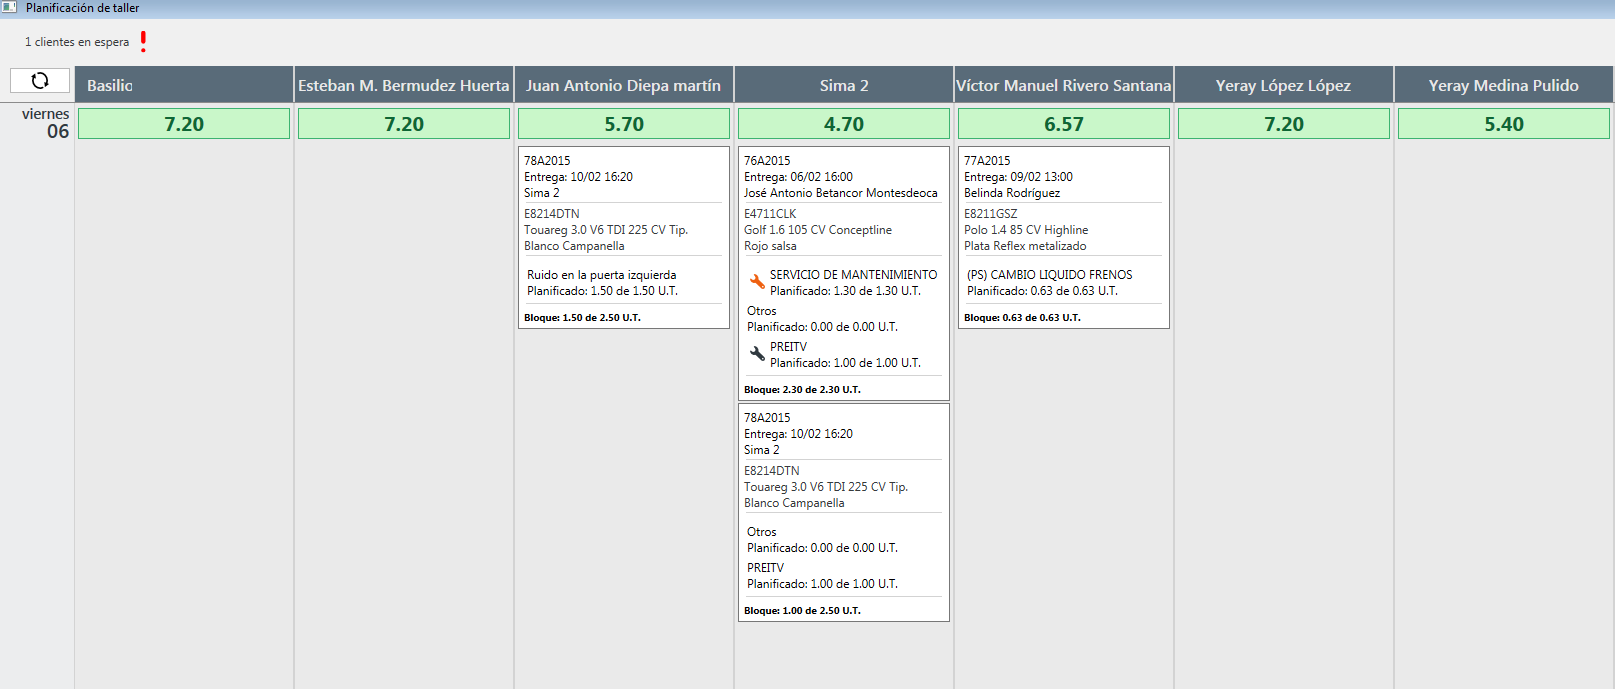 Planificación de taller
1 clientes en espera
Basilio
Esteban M. Bermudez Huerta
Juan Antonio Diepa martín
Sima 2
Víctor Manuel Rivero Santana
Yeray López López
Yeray Medina Pulido
viernes
06
7.20
7.20
5.70
4.70
6.57
7.20
5.40
78A2015
Entrega: 10/02 16:20
Sima 2
E8214DTN
Touareg 3.0 V6 TDI 225 CV Tip.
Blanco Campanella
Ruido en la puerta izquierda
Planificado: 1.50 de 1.50 U.T.
Bloque: 1.50 de 2.50 U.T.
76A2015
Entrega: 06/02 16:00
José Antonio Betancor Montesdeoca
E4711CLK
Golf 1.6 105 CV Conceptline
Rojo salsa
SERVICIO DE MANTENIMIENTO
Planificado: 1.30 de 1.30 U.T.
Otros
Planificado: 0.00 de 0.00 U.T.
PREITV
Planificado: 1.00 de 1.00 U.T.
Bloque: 2.30 de 2.30 U.T.
78A2015
Entrega: 10/02 16:20
Sima 2
E8214DTN
Touareg 3.0 V6 TDI 225 CV Tip.
Blanco Campanella
Otros
Planificado: 0.00 de 0.00 U.T.
PREITV
Planificado: 1.00 de 1.00 U.T.
Bloque: 1.00 de 2.50 U.T.
77A2015
Entrega: 09/02 13:00
Belinda Rodríguez
E8211GSZ
Polo 1.4 85 CV Highline
Plata Reflex metalizado
(PS) CAMBIO LIQUIDO FRENOS
Planificado: 0.63 de 0.63 U.T.
Bloque: 0.63 de 0.63 U.T.